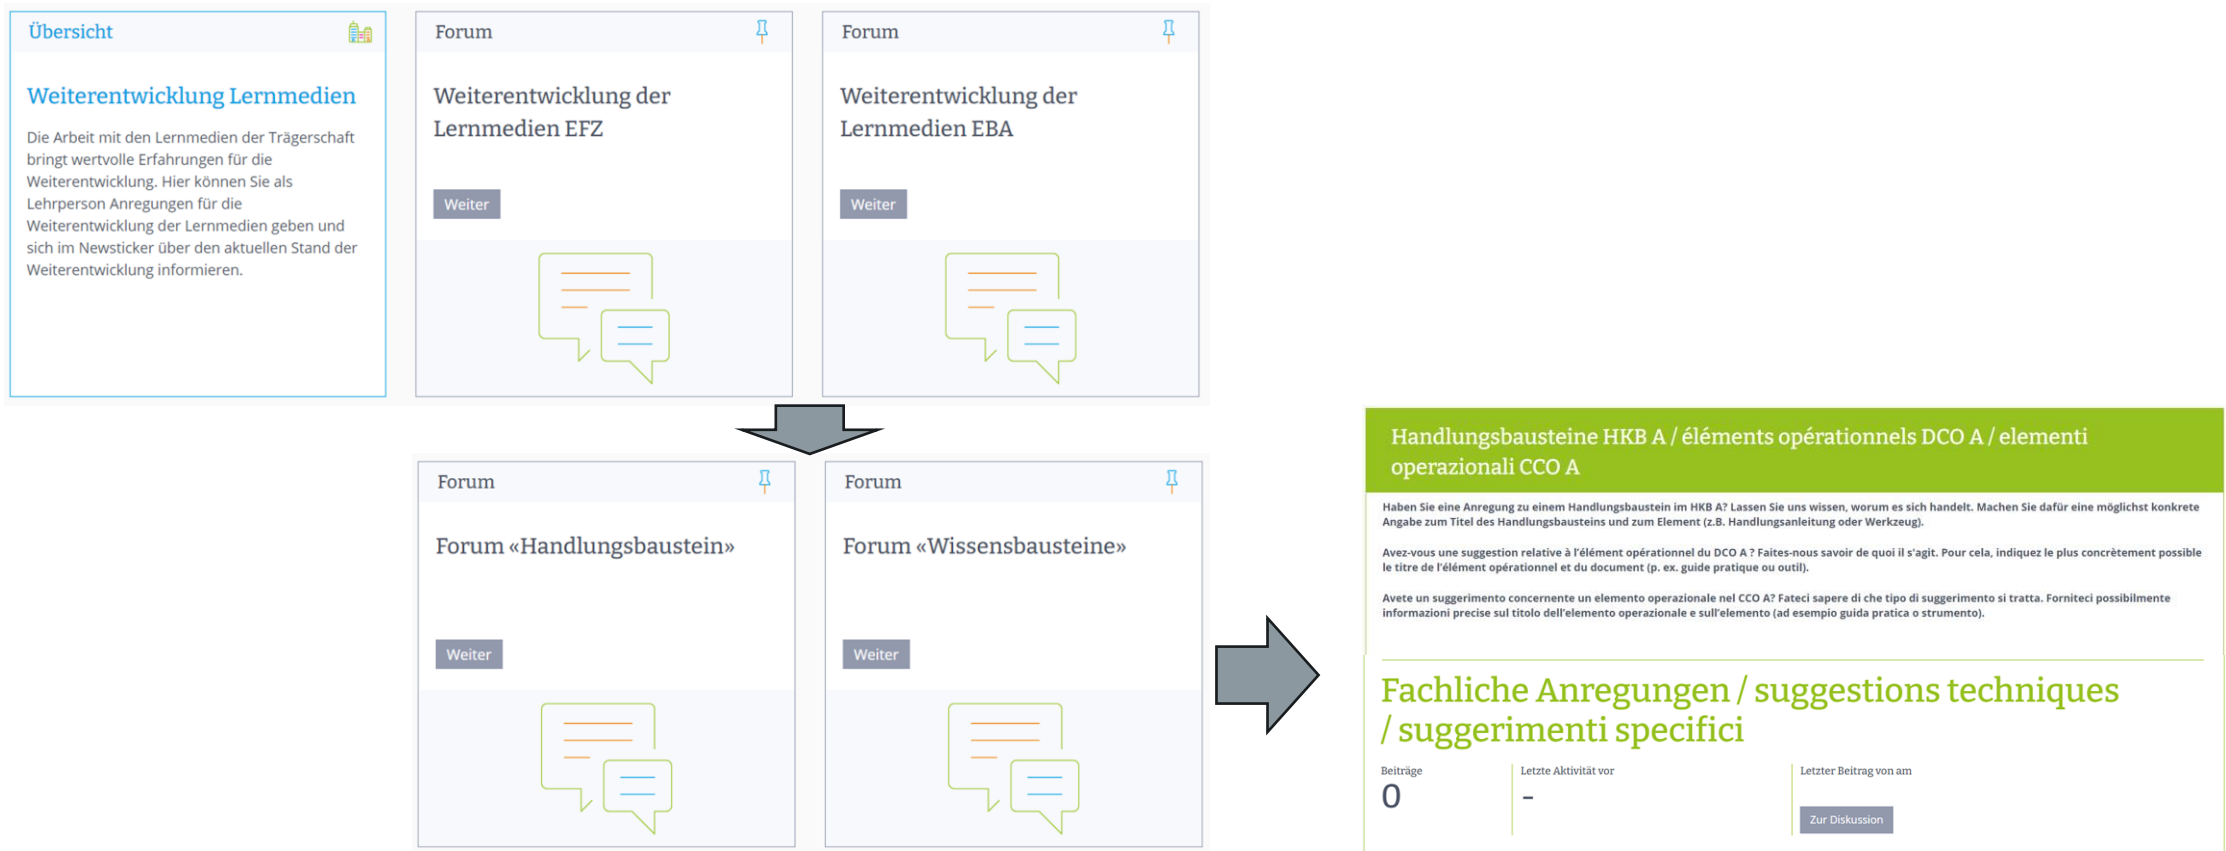 Übersicht
Weiterentwicklung Lernmedien
Die Arbeit mit den Lernmedien der Trägerschaft
bringt wertvolle Erfahrungen für die
Weiterentwicklung. Hier können Sie als
Lehrperson Anregungen für die
Weiterentwicklung der Lernmedien geben und
sich im Newsticker über den aktuellen Stand der
Weiterentwicklung informieren.
Forum
Weiterentwicklung der
Lernmedien EFZ
Weiter
Forum
Weiterentwicklung der
Lernmedien EBA
Weiter
Forum
Forum «Handlungsbaustein»
Weiter
Forum
Forum «Wissensbausteine»
Weiter
Handlungsbausteine HKB A / éléments opérationnels DCO A / elementi
operazionali CCO A
Haben Sie eine Anregung zu einem Handlungsbaustein im HKB A? Lassen Sie uns wissen, worum es sich handelt. Machen Sie dafür eine möglichst konkrete
Angabe zum Titel des Handlungsbausteins und zum Element (z.B. Handlungsanleitung oder Werkzeug).
Avez-vous une suggestion relative à l'élément opérationnel du DCO A ? Faites-nous savoir de quoi il s'agit. Pour cela, indiquez le plus concrètement possible
le titre de l'élément opérationnel et du document (p. ex. guide pratique ou outil).
Avete un suggerimento concernente un elemento operazionale nel CCO A? Fateci sapere di che tipo di suggerimento si tratta. Forniteci possibilmente
informazioni precise sul titolo dell'elemento operazionale e sull'elemento (ad esempio guida pratica o strumento).
Fachliche Anregungen / suggestions techniques
/ suggerimenti specifici
Beiträge
0
Letzte Aktivität vor
-
Letzter Beitrag von am
Zur Diskussion